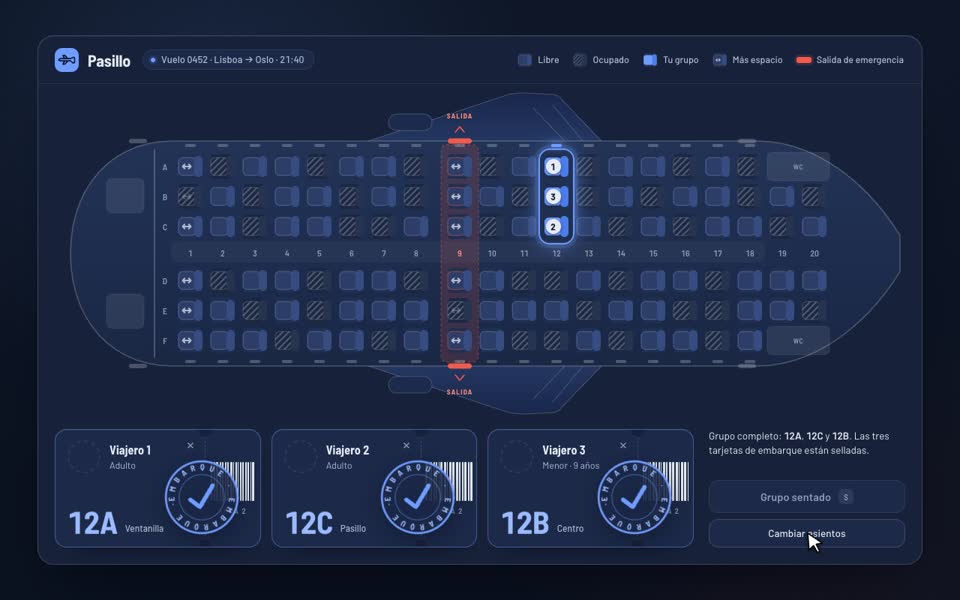 Pasillo
Vuelo 0452 · Lisboa → Oslo · 21:40
Libre
Ocupado
Tu grupo
Más espacio
Salida de emergencia
SALIDA
A
B
C
1 2 3 4 5 6 7 8 9 10 11 12 13 14 15 16 17 18 19 20
D
E
F
1
3
2
WC
WC
SALIDA
Viajero 1
Adulto
12A Ventanilla
EMBARQUE · EMBARQUE ·
Viajero 2
Adulto
12C Pasillo
EMBARQUE · EMBARQUE ·
Viajero 3
Menor · 9 años
12B Centro
EMBARQUE · EMBARQUE ·
Grupo completo: 12A, 12C y 12B. Las tres
tarjetas de embarque están selladas.
Grupo sentado S
Cambiar asientos